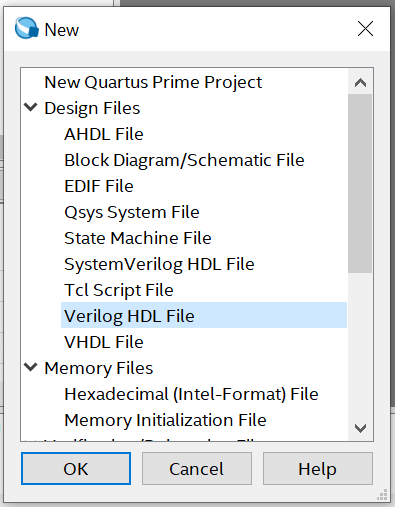 New
New Quartus Prime Project
Design Files
AHDL File
Block Diagram/Schematic File
EDIF File
Qsys System File
State Machine File
SystemVerilog HDL File
Tcl Script File
Verilog HDL File
VHDL File
Memory Files
Hexadecimal (Intel-Format) File
Memory Initialization File
OK Cancel Help